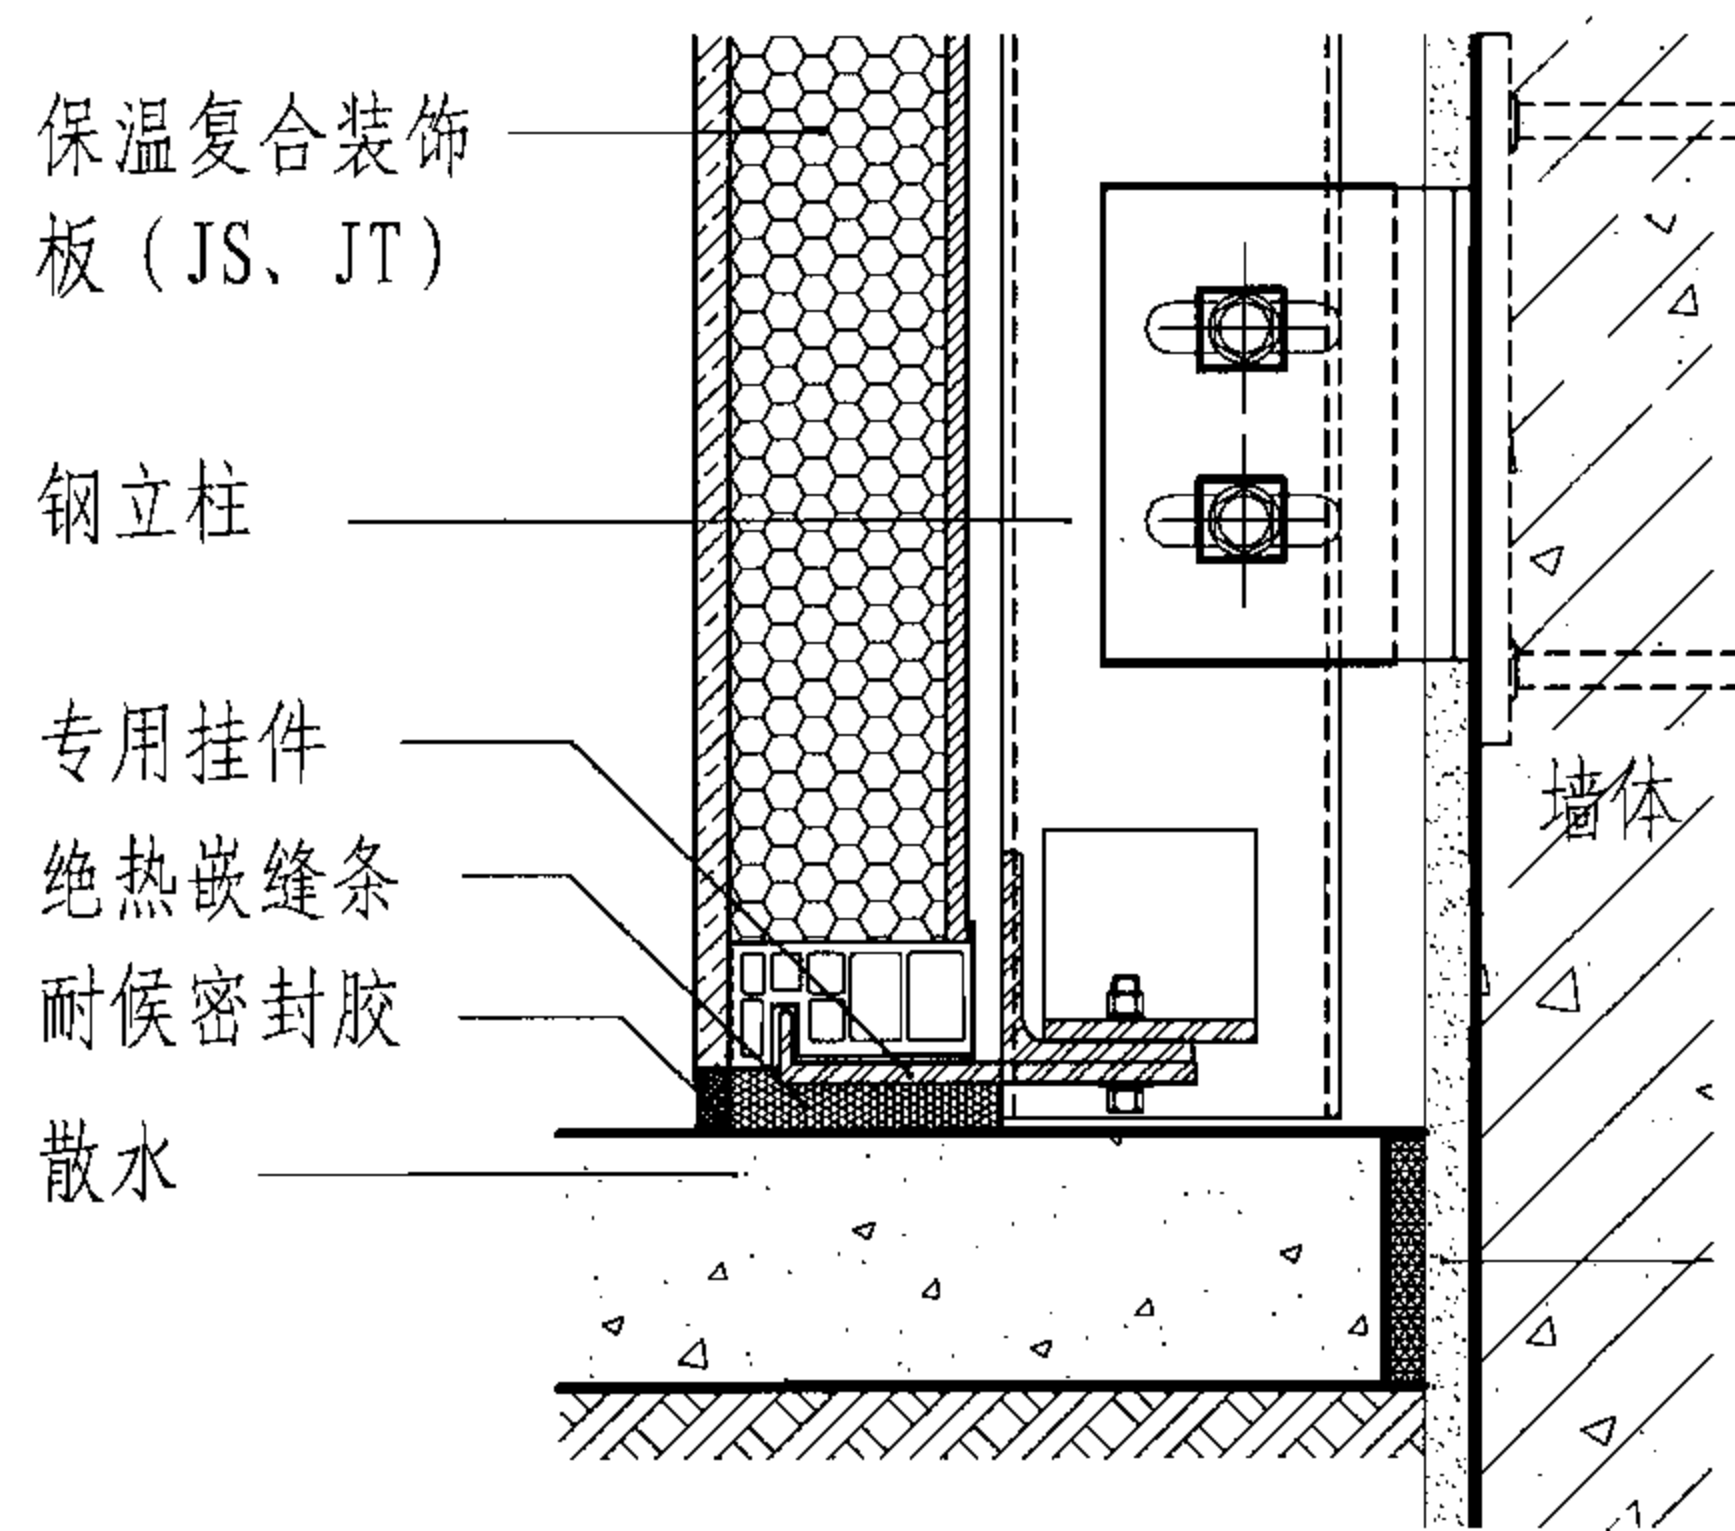 保温复合装饰
板（JS、JT）
钢立柱
专用挂件
绝热嵌缝条
耐候密封胶
散水
墙体